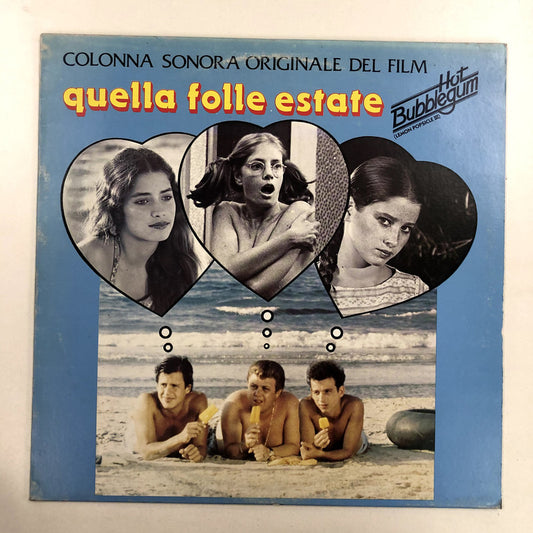 COLONNA SONORA ORIGINALE DEL FILM
quella folle estate
Hot
Bubblegum
(LEMON POPSICLE III)